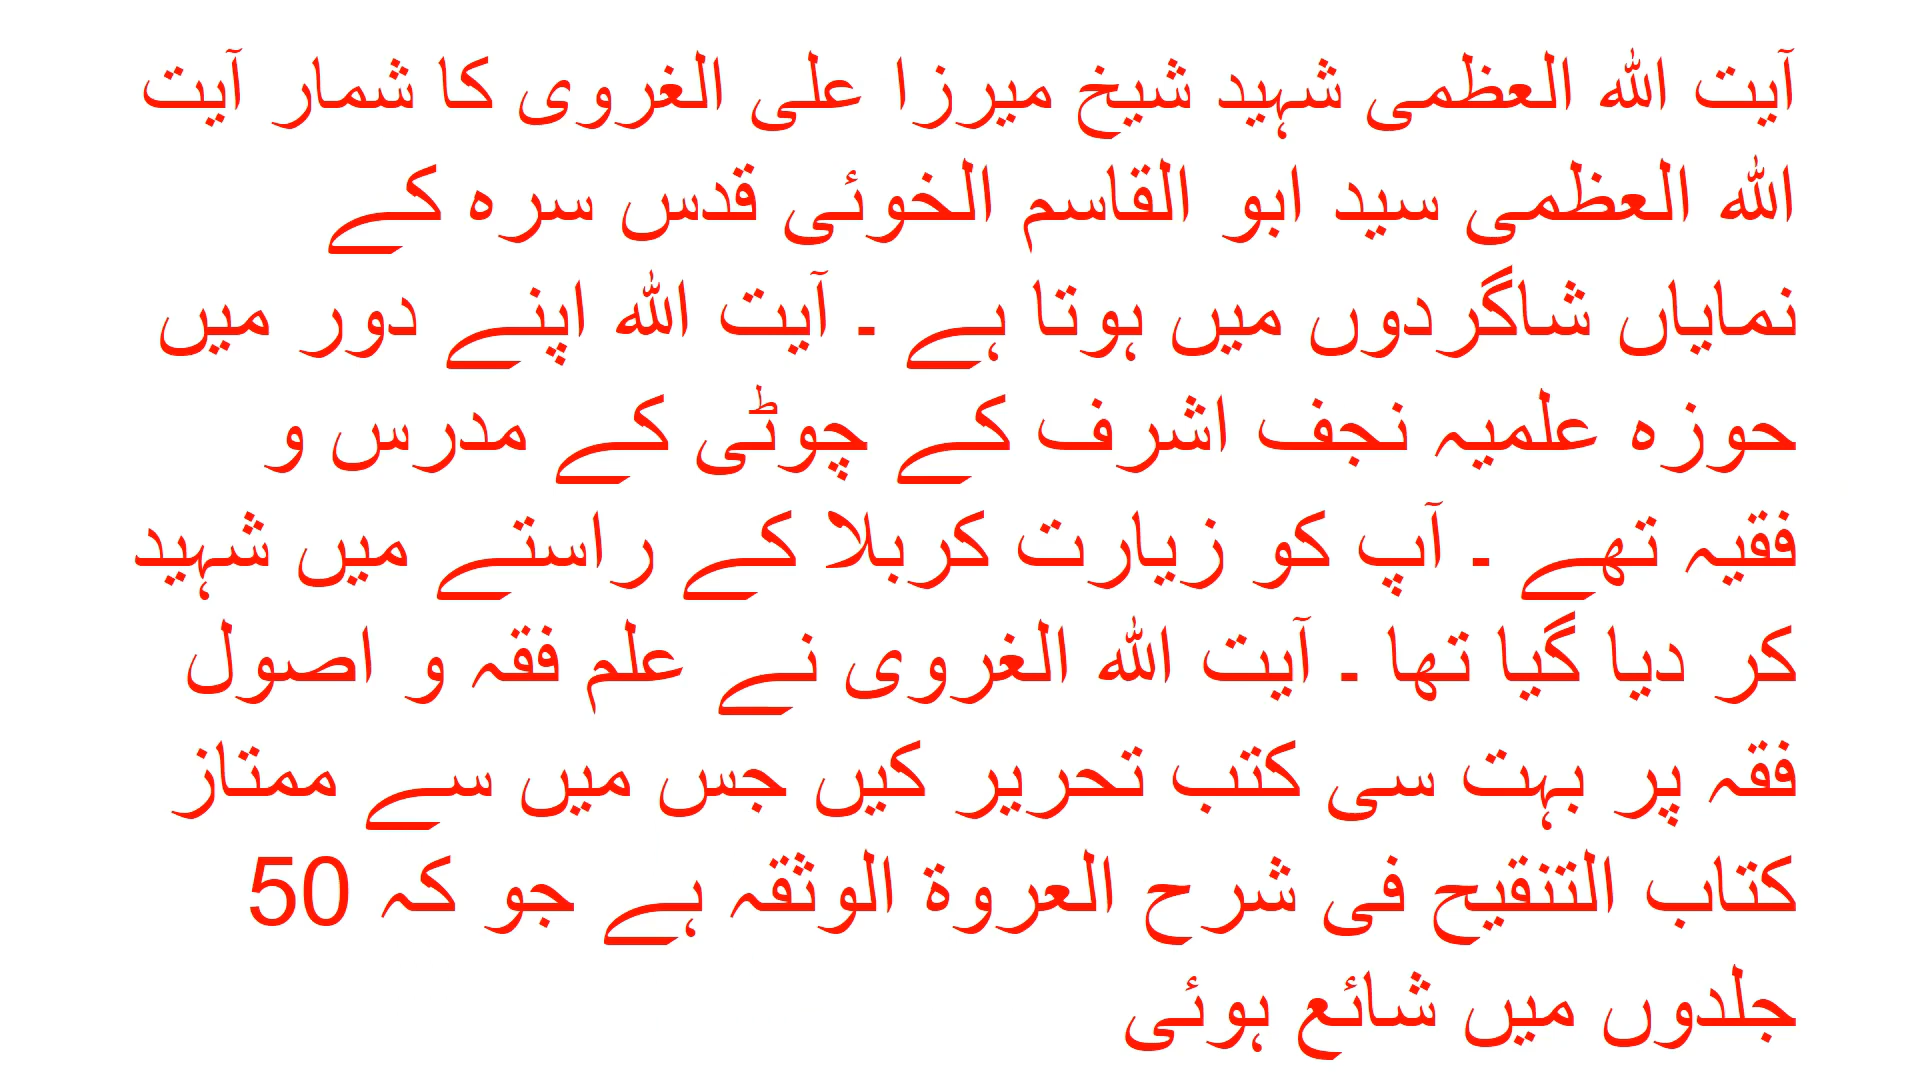 آیت اللہ العظمی شہید شیخ میرزا علی الغروی کا شمار آیت
اللہ العظمی سید ابو القاسم الخوئی قدس سرہ کے
نمایاں شاگردوں میں ہوتا ہے ۔ آیت اللہ اپنے دور میں
حوزہ علمیہ نجف اشرف کے چوٹی کے مدرس و
فقیہ تھے ۔ آپ کو زیارت کربلا کے راستے میں شہید
کر دیا گیا تھا ۔ آیت اللہ الغروی نے علم فقہ و اصول
فقہ پر بہت سی کتب تحریر کیں جس میں سے ممتاز
کتاب التنقیح فی شرح العروة الوثقہ ہے جو کہ 50
جلدوں میں شائع ہوئی